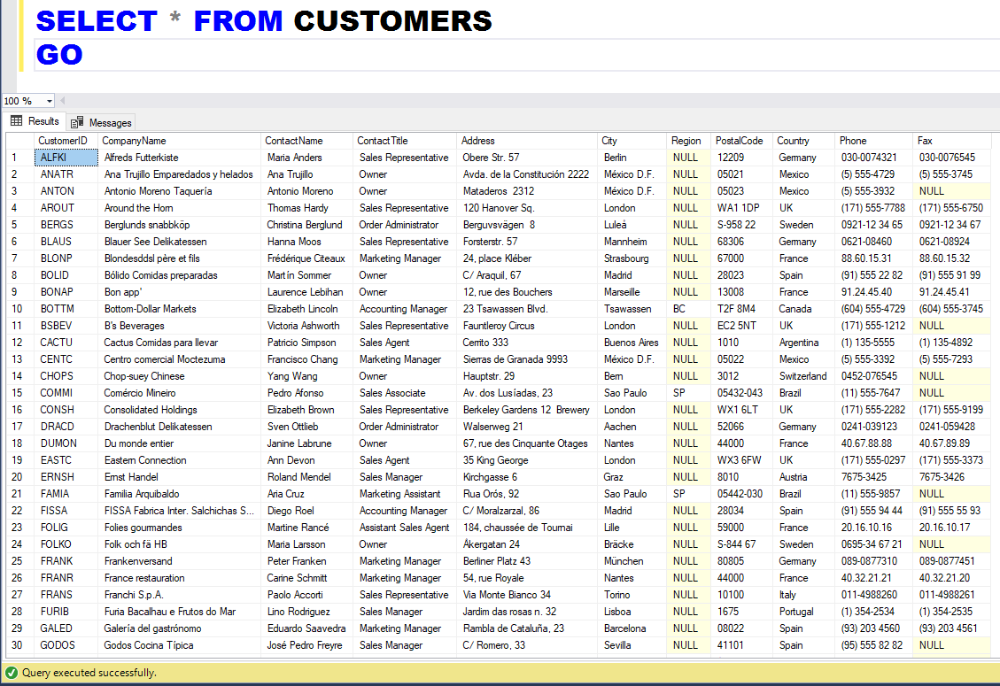 SELECT * FROM CUSTOMERS
GO
100 %
Results Messages
CustomerID CompanyName ContactName ContactTitle Address City Region PostalCode Country Phone Fax
1 ALFKI Alfreds Futterkiste Maria Anders Sales Representative Obere Str. 57 Berlin NULL 12209 Germany 030-0074321 030-0076545
2 ANATR Ana Trujillo Emparedados y helados Ana Trujillo Owner Avda. de la Constitución 2222 México D.F. NULL 05021 Mexico (5) 555-4729 (5) 555-3745
3 ANTON Antonio Moreno Taquería Antonio Moreno Owner Mataderos 2312 México D.F. NULL 05023 Mexico (5) 555-3932 NULL
4 AROUT Around the Horn Thomas Hardy Sales Representative 120 Hanover Sq. London NULL WA1 1DP UK (171) 555-7788 (171) 555-6750
5 BERGS Berglunds snabbköp Christina Berglund Order Administrator Berguvsvägen 8 Luleå NULL S-958 22 Sweden 0921-12 34 65 0921-12 34 67
6 BLAUS Blauer See Delikatessen Hanna Moos Sales Representative Forsterstr. 57 Mannheim NULL 68306 Germany 0621-08460 0621-08924
7 BLONP Blondesddsl père et fils Frédérique Citeaux Marketing Manager 24, place Kléber Strasbourg NULL 67000 France 88.60.15.31 88.60.15.32
8 BOLID Bólido Comidas preparadas Martín Sommer Owner C/ Araquil, 67 Madrid NULL 28023 Spain (91) 555 22 82 (91) 555 91 99
9 BONAP Bon app' Laurence Lebihan Owner 12, rue des Bouchers Marseille NULL 13008 France 91.24.45.40 91.24.45.41
10 BOTTM Bottom-Dollar Markets Elizabeth Lincoln Accounting Manager 23 Tsawassen Blvd. Tsawassen BC T2F 8M4 Canada (604) 555-4729 (604) 555-3745
11 BSBEV B's Beverages Victoria Ashworth Sales Representative Fauntleroy Circus London NULL EC2 5NT UK (171) 555-1212 NULL
12 CACTU Cactus Comidas para llevar Patricio Simpson Sales Agent Cerrito 333 Buenos Aires NULL 1010 Argentina (1) 135-5555 (1) 135-4892
13 CENTC Centro comercial Moctezuma Francisco Chang Marketing Manager Sierras de Granada 9993 México D.F. NULL 05022 Mexico (5) 555-3392 (5) 555-7293
14 CHOPS Chop-suey Chinese Yang Wang Owner Hauptstr. 29 Bern NULL 3012 Switzerland 0452-076545 NULL
15 COMMI Comércio Mineiro Pedro Afonso Sales Associate Av. dos Lusíadas, 23 Sao Paulo SP 05432-043 Brazil (11) 555-7647 NULL
16 CONSH Consolidated Holdings Elizabeth Brown Sales Representative Berkeley Gardens 12 Brewery London NULL WX1 6LT UK (171) 555-2282 (171) 555-9199
17 DRACD Drachenblut Delikatessen Sven Ottlieb Order Administrator Walserweg 21 Aachen NULL 52066 Germany 0241-039123 0241-059428
18 DUMON Du monde entier Janine Labrune Owner 67, rue des Cinquante Otages Nantes NULL 44000 France 40.67.88.88 40.67.89.89
19 EASTC Eastern Connection Ann Devon Sales Agent 35 King George London NULL WX3 6FW UK (171) 555-0297 (171) 555-3373
20 ERNSH Ernst Handel Roland Mendel Sales Manager Kirchgasse 6 Graz NULL 8010 Austria 7675-3425 7675-3426
21 FAMIA Familia Arquibaldo Aria Cruz Marketing Assistant Rua Orós, 92 Sao Paulo SP 05442-030 Brazil (11) 555-9857 NULL
22 FISSA FISSA Fabrica Inter. Salchichas S... Diego Roel Accounting Manager C/ Moralzarzal, 86 Madrid NULL 28034 Spain (91) 555 94 44 (91) 555 55 93
23 FOLIG Folies gourmandes Martine Rancé Assistant Sales Agent 184, chaussée de Tournai Lille NULL 59000 France 20.16.10.16 20.16.10.17
24 FOLKO Folk och fä HB Maria Larsson Owner Åkergatan 24 Bräcke NULL S-844 67 Sweden 0695-34 67 21 NULL
25 FRANK Frankenversand Peter Franken Marketing Manager Berliner Platz 43 München NULL 80805 Germany 089-0877310 089-0877451
26 FRANR France restauration Carine Schmitt Marketing Manager 54, rue Royale Nantes NULL 44000 France 40.32.21.21 40.32.21.20
27 FRANS Franchi S.p.A. Paolo Accorti Sales Representative Via Monte Bianco 34 Torino NULL 10100 Italy 011-4988260 011-4988261
28 FURIB Furia Bacalhau e Frutos do Mar Lino Rodriguez Sales Manager Jardim das rosas n. 32 Lisboa NULL 1675 Portugal (1) 354-2534 (1) 354-2535
29 GALED Galería del gastrónomo Eduardo Saavedra Marketing Manager Rambla de Cataluña, 23 Barcelona NULL 08022 Spain (93) 203 4560 (93) 203 4561
30 GODOS Godos Cocina Típica José Pedro Freyre Sales Manager C/ Romero, 33 Sevilla NULL 41101 Spain (95) 555 82 82 NULL
Query executed successfully.